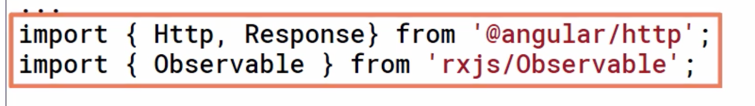 ...
import { Http, Response} from '@angular/http';
import { Observable } from 'rxjs/Observable';